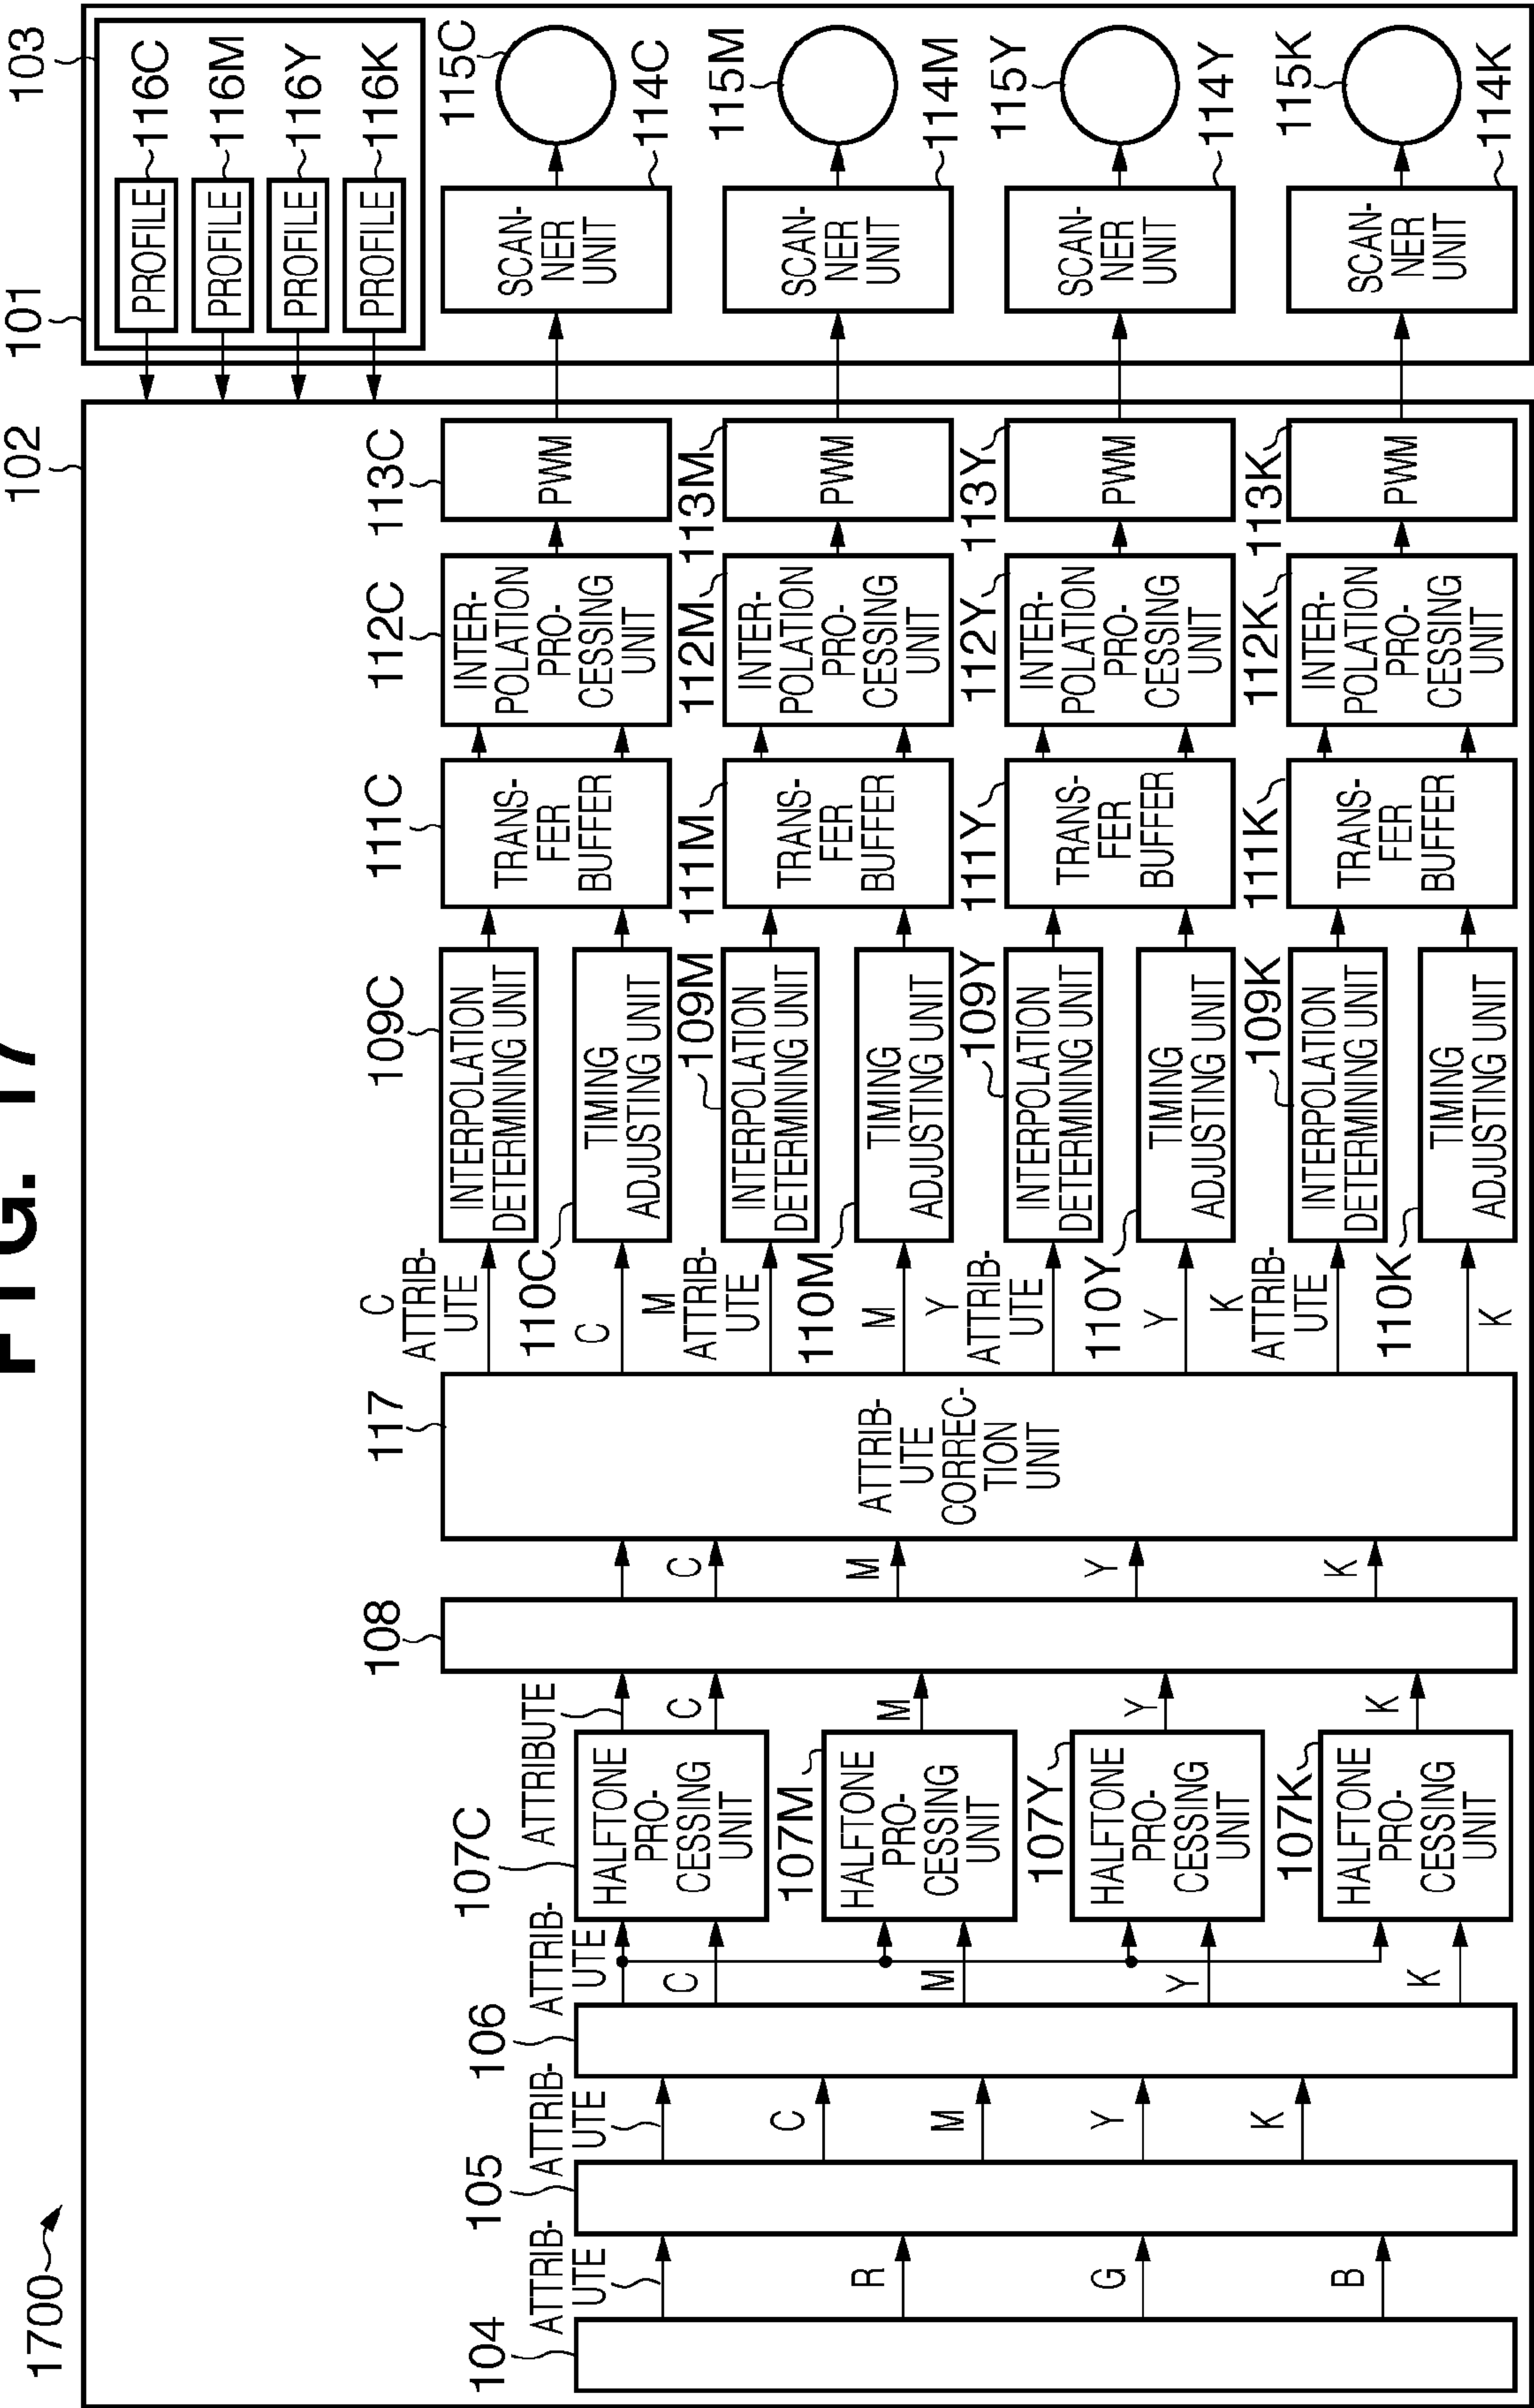 FIG. 17
1700
102
101
103
104
ATTRIB-
UTE
R
G
B
105
ATTRIB-
UTE
C
M
Y
K
106
ATTRIB-
UTE
C
M
Y
K
107C
HALFTONE
PRO-
CESSING
UNIT
107M
HALFTONE
PRO-
CESSING
UNIT
107Y
HALFTONE
PRO-
CESSING
UNIT
107K
HALFTONE
PRO-
CESSING
UNIT
ATTRIBUTE
C
M
Y
K
108
C
M
Y
K
117
ATTRIB-
UTE
CORREC-
TION
UNIT
C
ATTRIB-
UTE
C
M
ATTRIB-
UTE
M
Y
ATTRIB-
UTE
Y
K
ATTRIB-
UTE
K
109C
INTERPOLATION
DETERMINING UNIT
110C
TIMING
ADJUSTING UNIT
109M
INTERPOLATION
DETERMINING UNIT
110M
TIMING
ADJUSTING UNIT
109Y
INTERPOLATION
DETERMINING UNIT
110Y
TIMING
ADJUSTING UNIT
109K
INTERPOLATION
DETERMINING UNIT
110K
TIMING
ADJUSTING UNIT
111C
TRANS-
FER
BUFFER
111M
TRANS-
FER
BUFFER
111Y
TRANS-
FER
BUFFER
111K
TRANS-
FER
BUFFER
112C
INTER-
POLATION
PRO-
CESSING
UNIT
112M
INTER-
POLATION
PRO-
CESSING
UNIT
112Y
INTER-
POLATION
PRO-
CESSING
UNIT
112K
INTER-
POLATION
PRO-
CESSING
UNIT
113C
PWM
113M
PWM
113Y
PWM
113K
PWM
PROFILE
116C
PROFILE
116M
PROFILE
116Y
PROFILE
116K
SCAN-
NER
UNIT
114C
115C
SCAN-
NER
UNIT
114M
115M
SCAN-
NER
UNIT
114Y
115Y
SCAN-
NER
UNIT
114K
115K